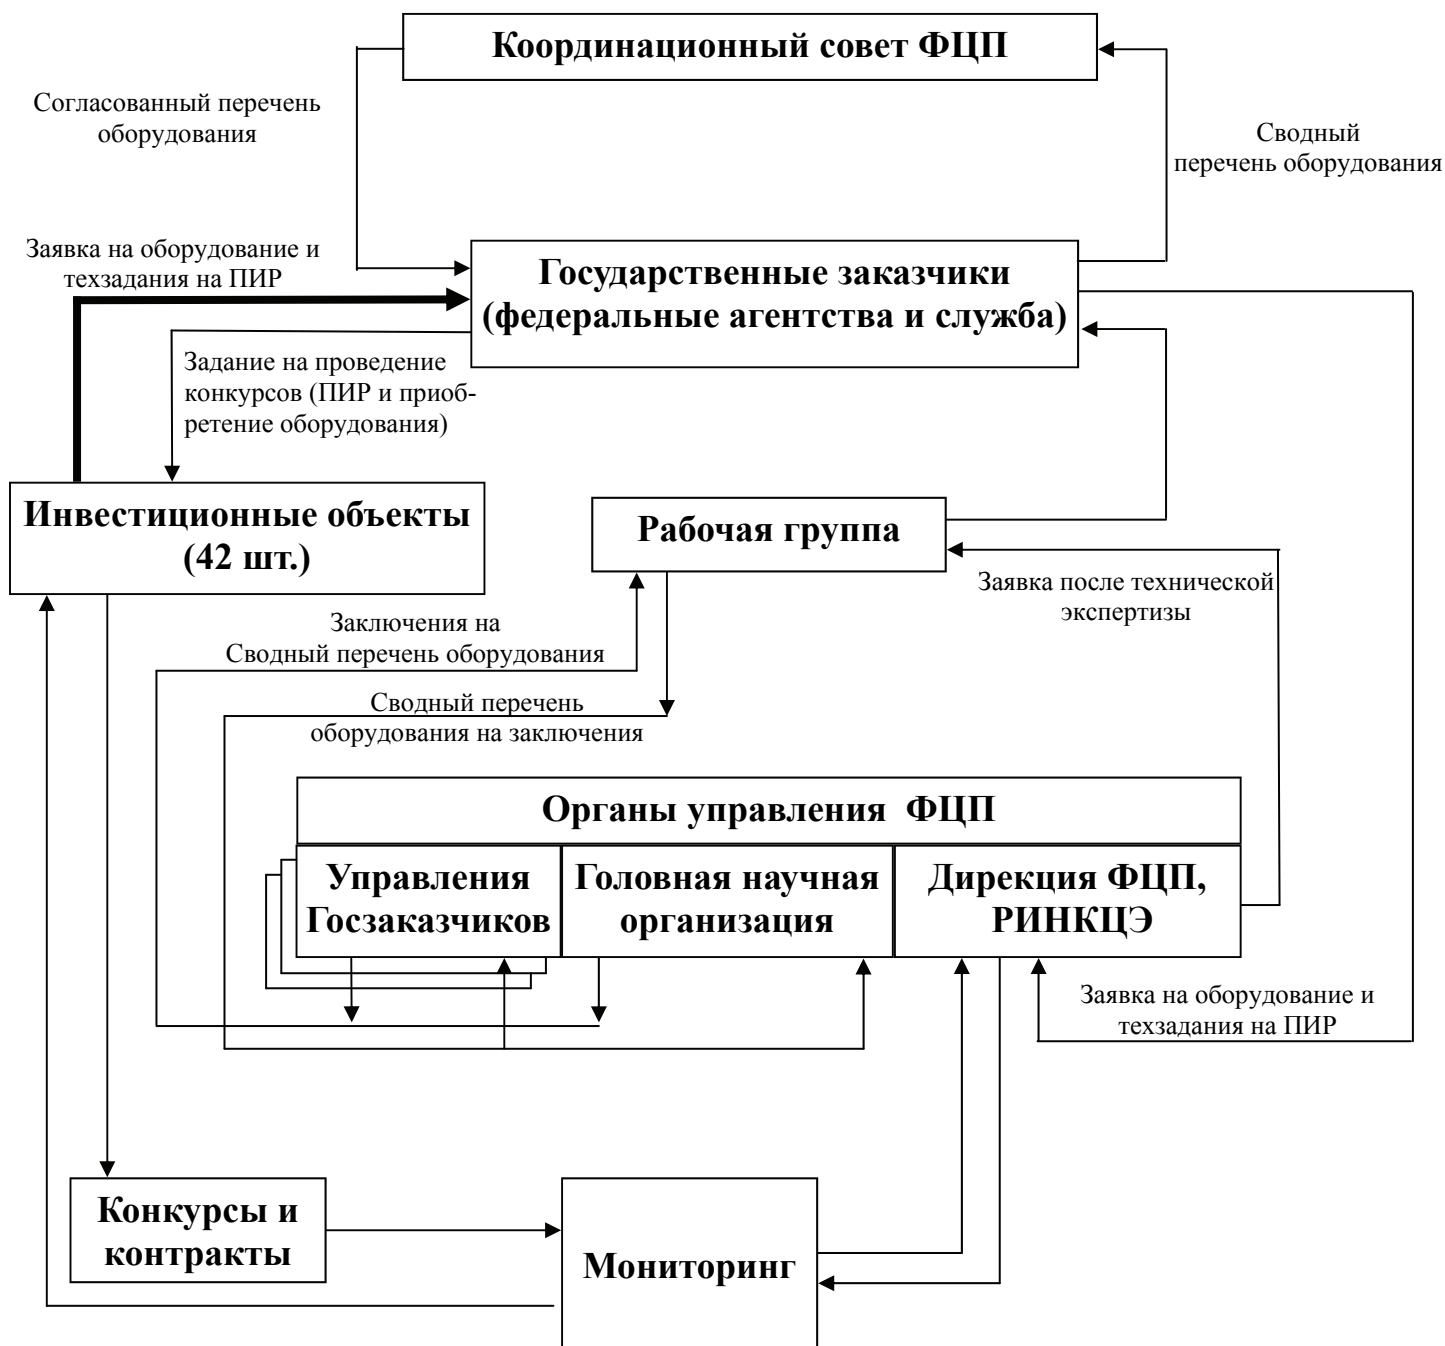 Координационный совет ФЦП
Согласованный перечень
оборудования
Сводный
перечень оборудования
Заявка на оборудование и
техзадания на ПИР
Государственные заказчики
(федеральные агентства и служба)
Задание на проведение
конкурсов (ПИР и приоб-
ретение оборудования)
Инвестиционные объекты
(42 шт.)
Рабочая группа
Заявка после технической
экспертизы
Заключения на
Сводный перечень оборудования
Сводный перечень
оборудования на заключения
Органы управления ФЦП
Управления
Госзаказчиков
Головная научная
организация
Дирекция ФЦП,
РИНКЦЭ
Заявка на оборудование и
техзадания на ПИР
Конкурсы и
контракты
Мониторинг